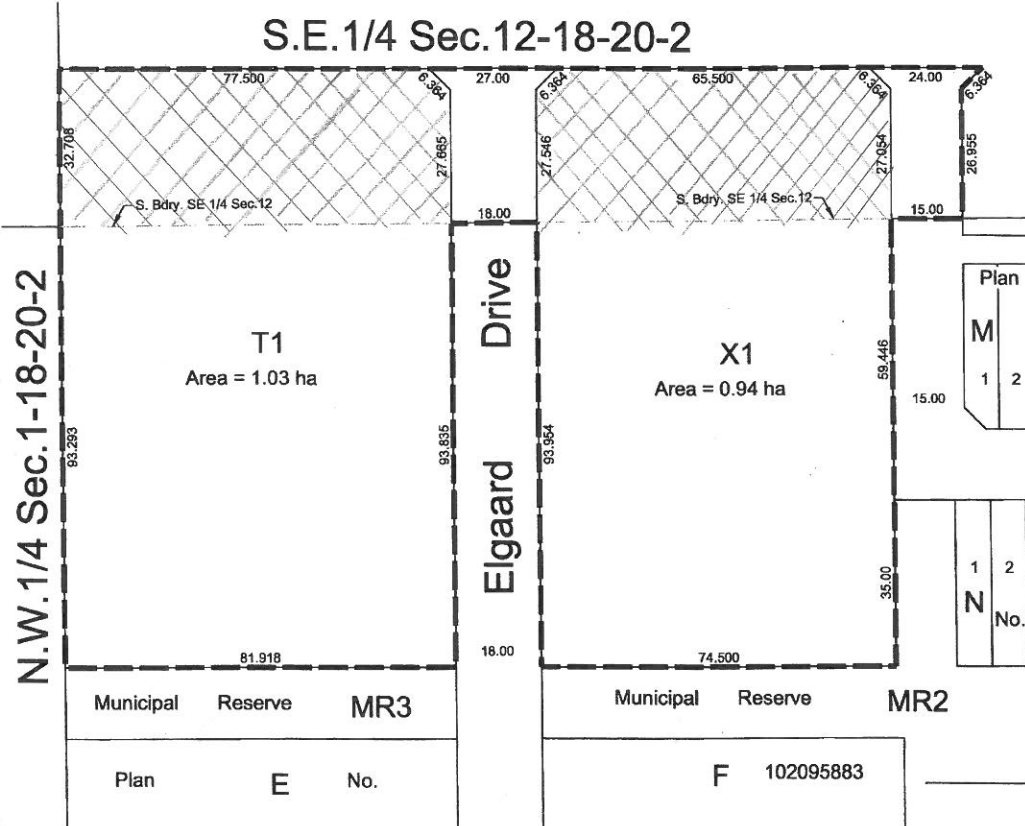 S.E.1/4 Sec.12-18-20-2
77.500
6.364
27.00
6.364
65.500
6.364
24.00
6.364
32.708
27.665
27.546
27.054
26.955
S. Bdry. SE 1/4 Sec.12
S. Bdry. SE 1/4 Sec.12
18.00
15.00
N.W.1/4 Sec.1-18-20-2
T1
Area = 1.03 ha
Elgaard Drive
X1
Area = 0.94 ha
Plan
M
1 2
15.00
93.293
93.835
93.954
59.446
35.00
1 2
N
No.
81.918
18.00
74.500
Municipal Reserve MR3
Municipal Reserve MR2
Plan E No.
F 102095883